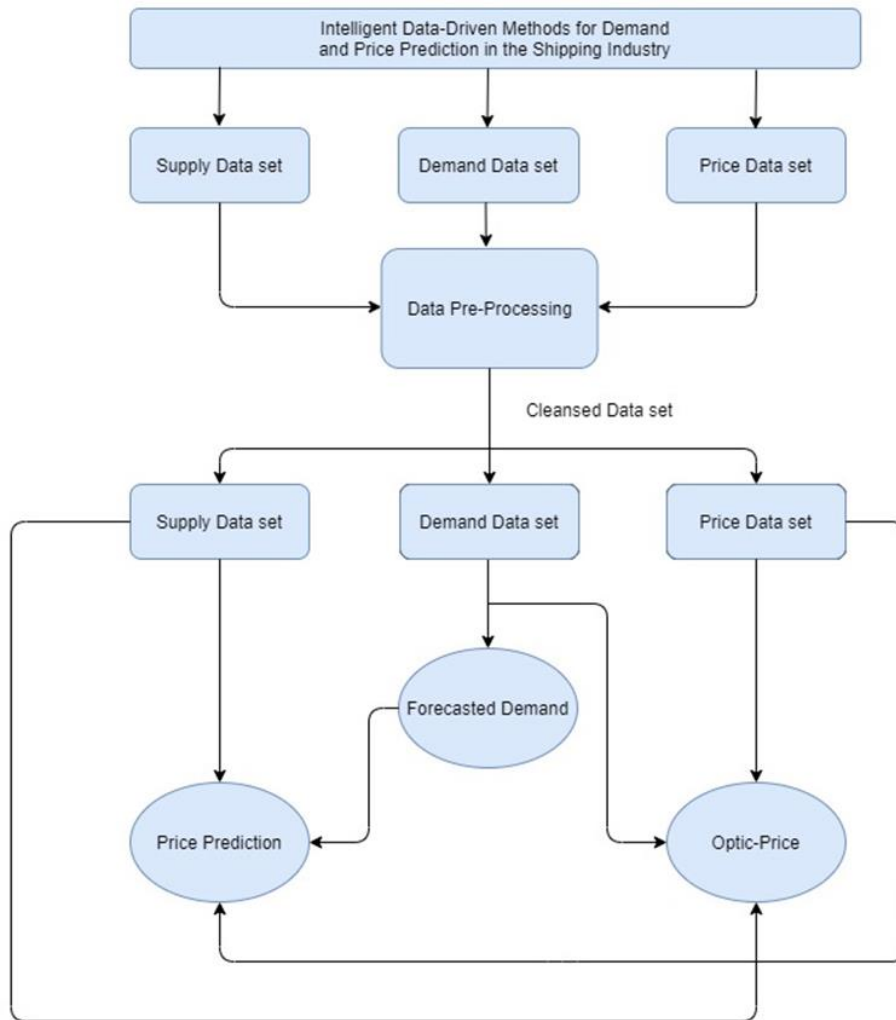 Intelligent Data-Driven Methods for Demand
and Price Prediction in the Shipping Industry
Supply Data set
Demand Data set
Price Data set
Data Pre-Processing
Cleansed Data set
Supply Data set
Demand Data set
Price Data set
Forecasted Demand
Price Prediction
Optic-Price